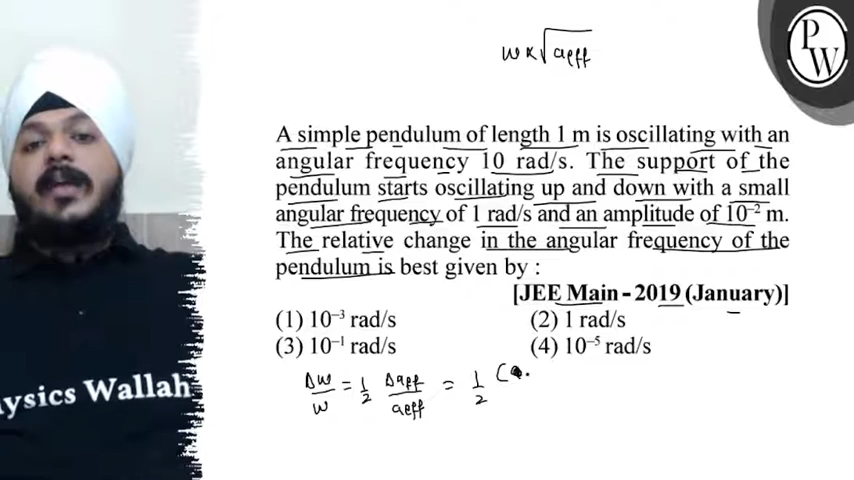 w ∝ √aeff
PW
A simple pendulum of length 1 m is oscillating with an
angular frequency 10 rad/s. The support of the
pendulum starts oscillating up and down with a small
angular frequency of 1 rad/s and an amplitude of 10⁻² m.
The relative change in the angular frequency of the
pendulum is best given by :
[JEE Main - 2019 (January)]
(1) 10⁻³ rad/s (2) 1 rad/s
(3) 10⁻¹ rad/s (4) 10⁻⁵ rad/s
Δw/w = 1/2 Δaeff/aeff = 1/2 (
ysics Wallah